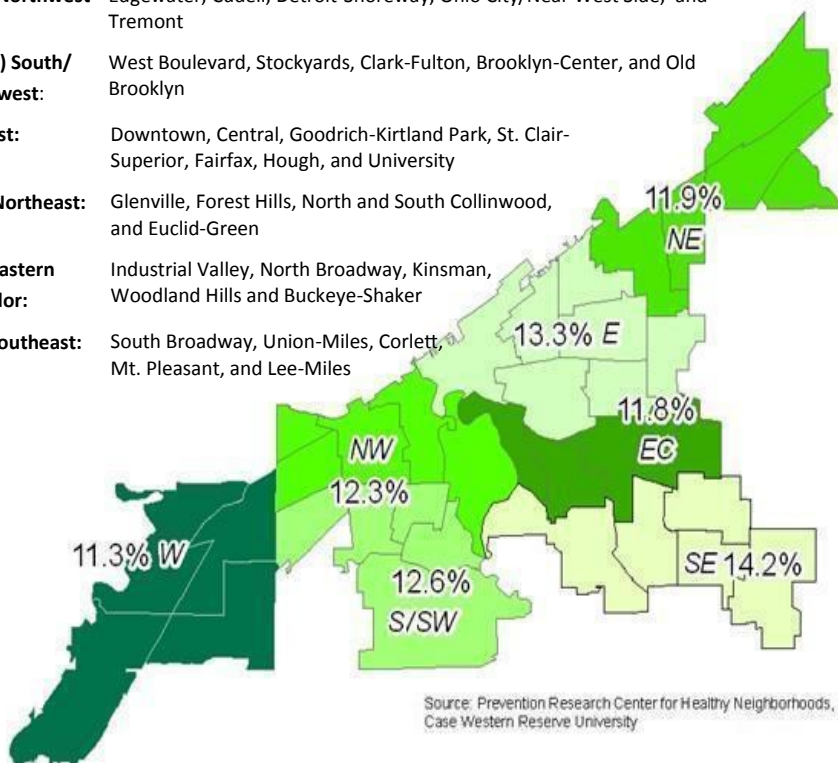 Northwest Edgewater, Cudell, Detroit-Shoreway, Ohio City/Near West Side, and
Tremont
) South/ West Boulevard, Stockyards, Clark-Fulton, Brooklyn-Center, and Old
west: Brooklyn
st: Downtown, Central, Goodrich-Kirtland Park, St. Clair-
Superior, Fairfax, Hough, and University
Northeast: Glenville, Forest Hills, North and South Collinwood,
and Euclid-Green
astern Industrial Valley, North Broadway, Kinsman,
lor: Woodland Hills and Buckeye-Shaker
outheast: South Broadway, Union-Miles, Corlett,
Mt. Pleasant, and Lee-Miles
11.9%
NE
13.3% E
11.8%
EC
NW
12.3%
11.3% W
SE 14.2%
12.6%
S/SW
Source: Prevention Research Center for Healthy Neighborhoods,
Case Western Reserve University